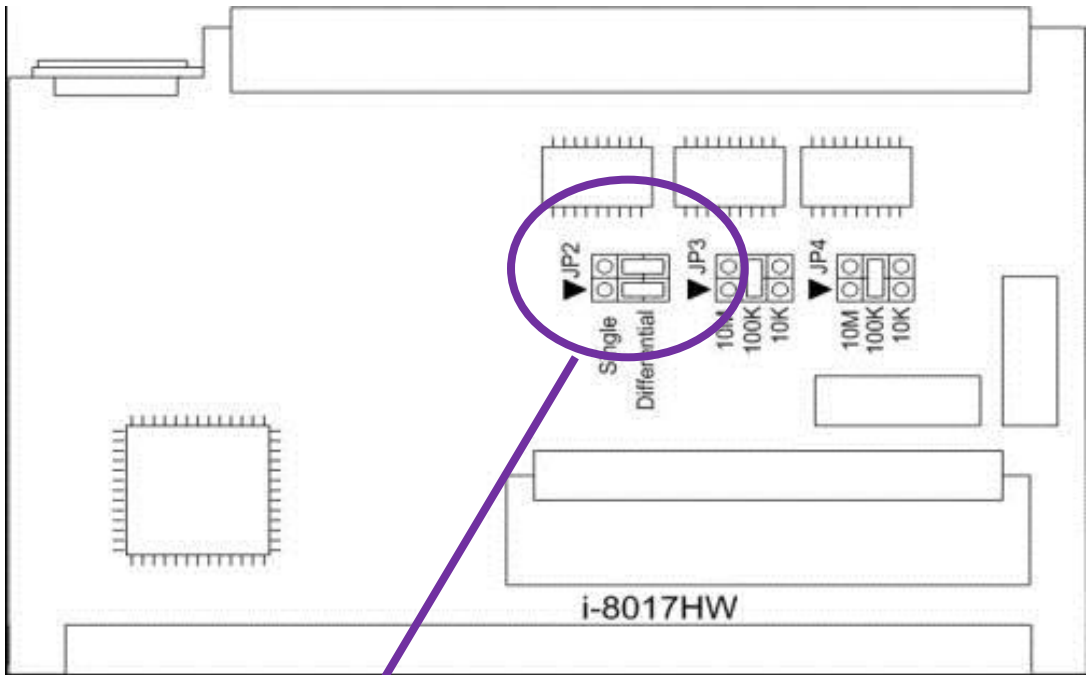 JP2
Single
Differential
JP3
10M
100K
10K
JP4
10M
100K
10K
i-8017HW